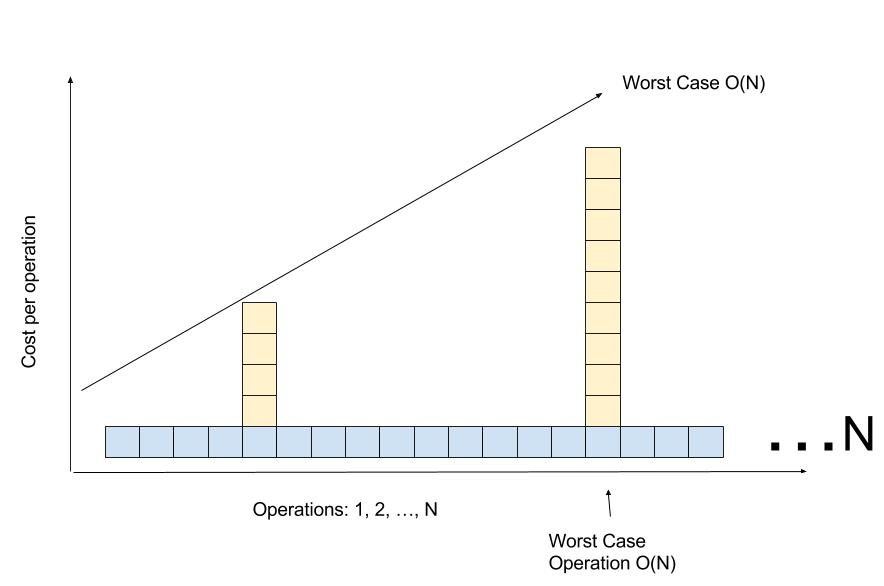 Worst Case O(N)
Cost per operation
...N
Operations: 1, 2, …, N
Worst Case
Operation O(N)